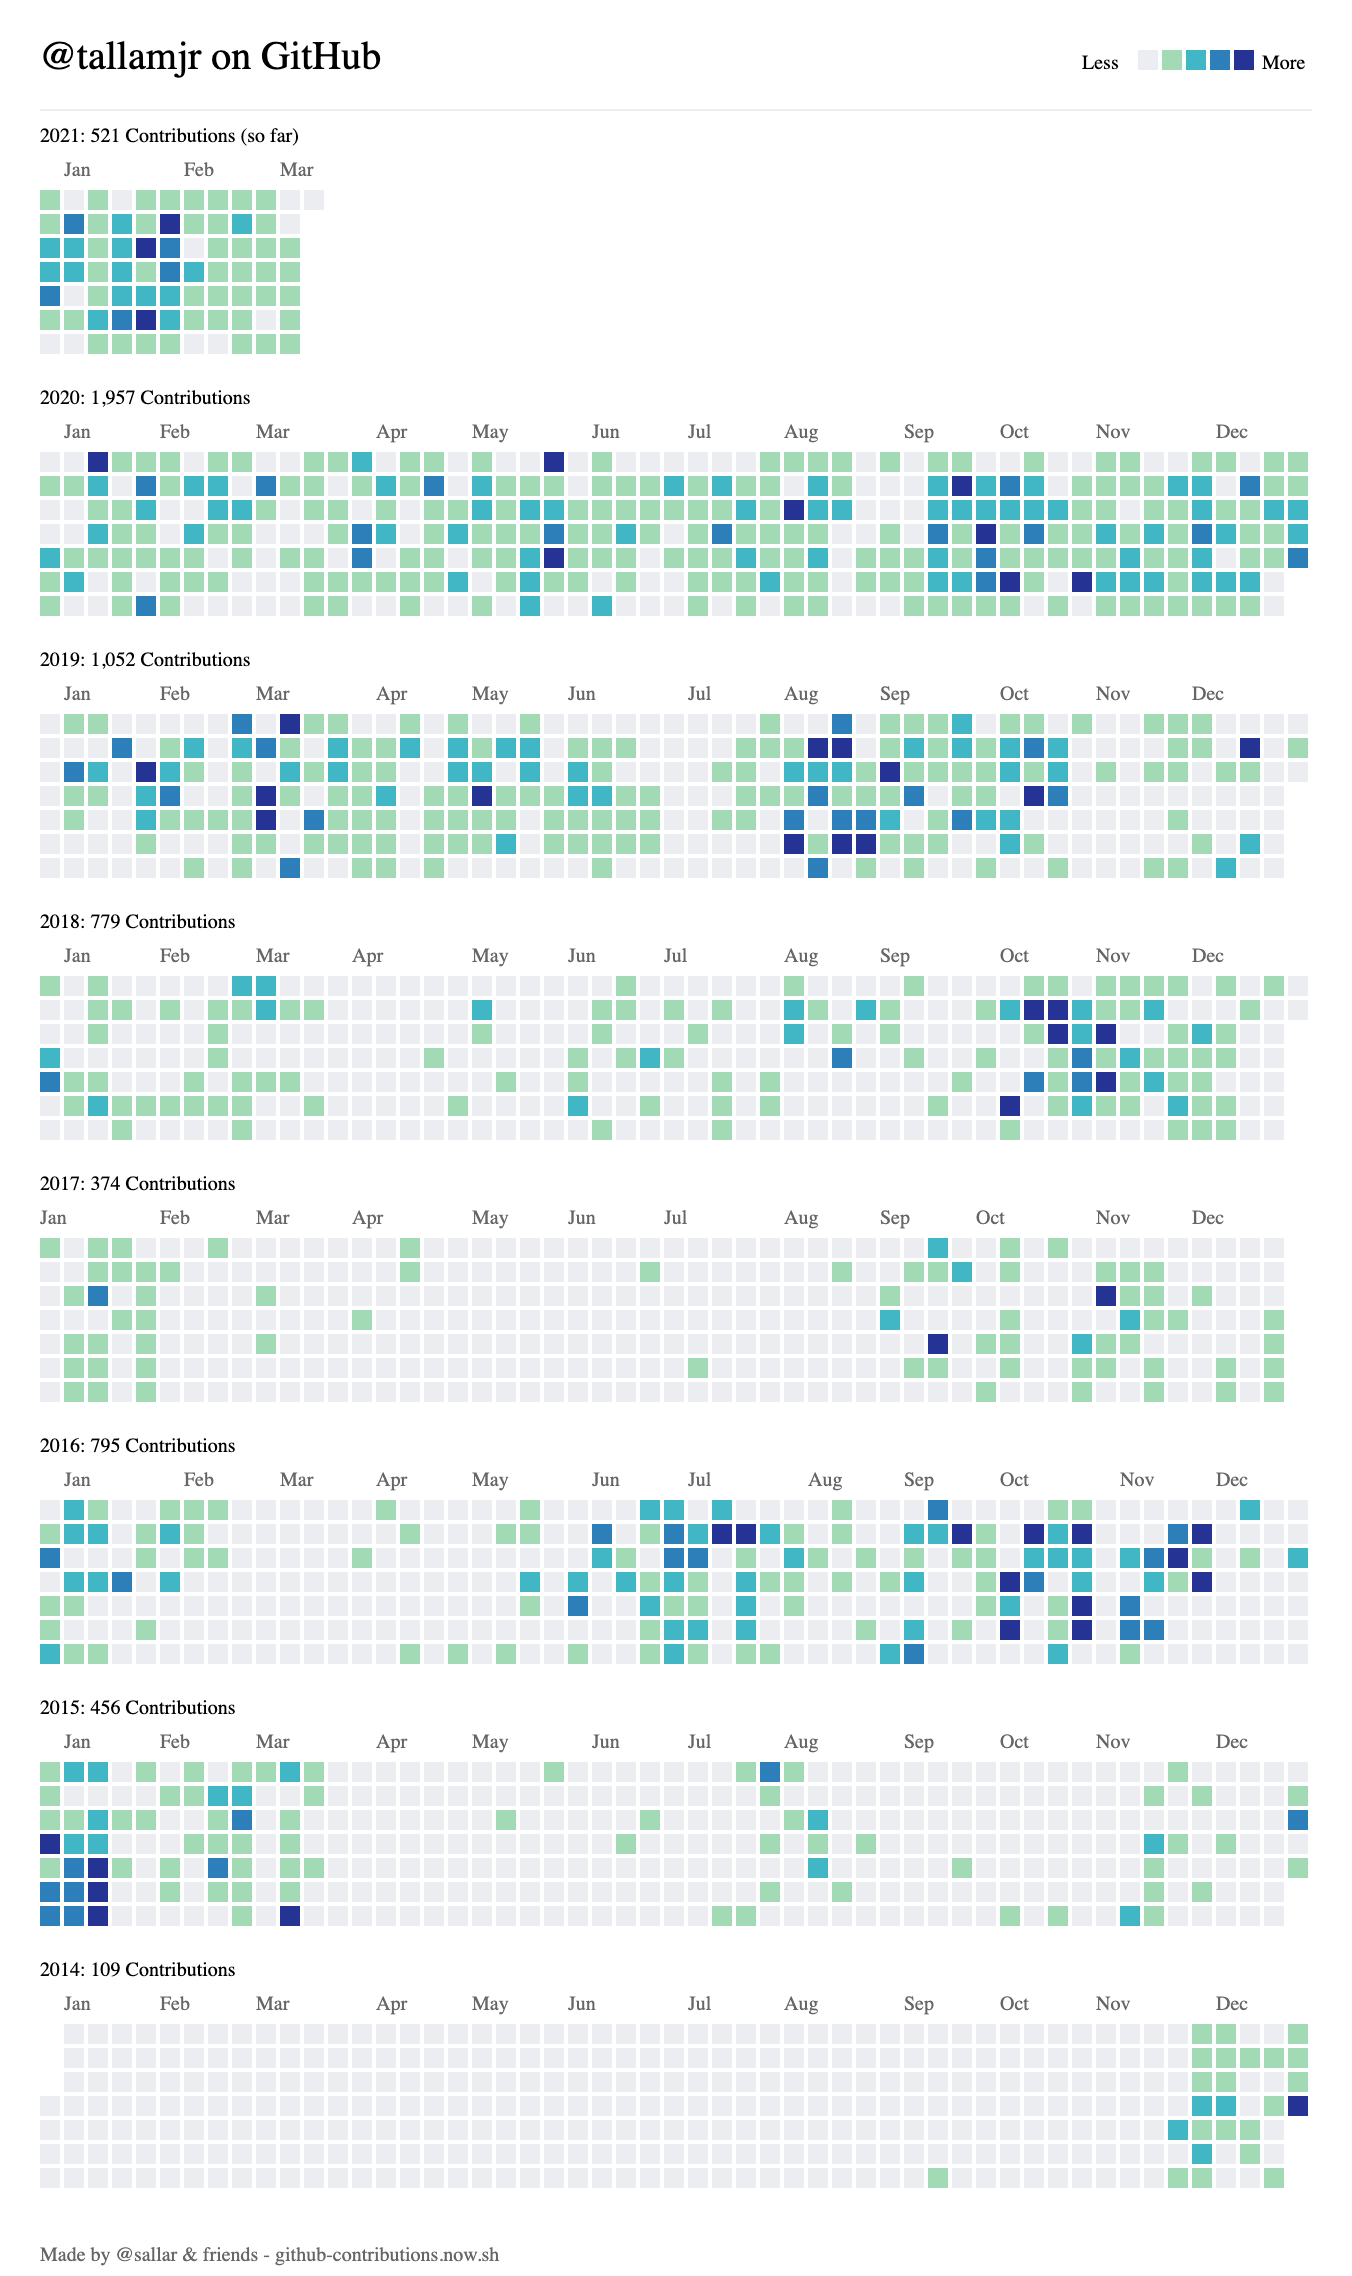 @tallamjr on GitHub
Less More
2021: 521 Contributions (so far)
Jan Feb Mar
2020: 1,957 Contributions
Jan Feb Mar Apr May Jun Jul Aug Sep Oct Nov Dec
2019: 1,052 Contributions
Jan Feb Mar Apr May Jun Jul Aug Sep Oct Nov Dec
2018: 779 Contributions
Jan Feb Mar Apr May Jun Jul Aug Sep Oct Nov Dec
2017: 374 Contributions
Jan Feb Mar Apr May Jun Jul Aug Sep Oct Nov Dec
2016: 795 Contributions
Jan Feb Mar Apr May Jun Jul Aug Sep Oct Nov Dec
2015: 456 Contributions
Jan Feb Mar Apr May Jun Jul Aug Sep Oct Nov Dec
2014: 109 Contributions
Jan Feb Mar Apr May Jun Jul Aug Sep Oct Nov Dec
Made by @sallar & friends - github-contributions.now.sh